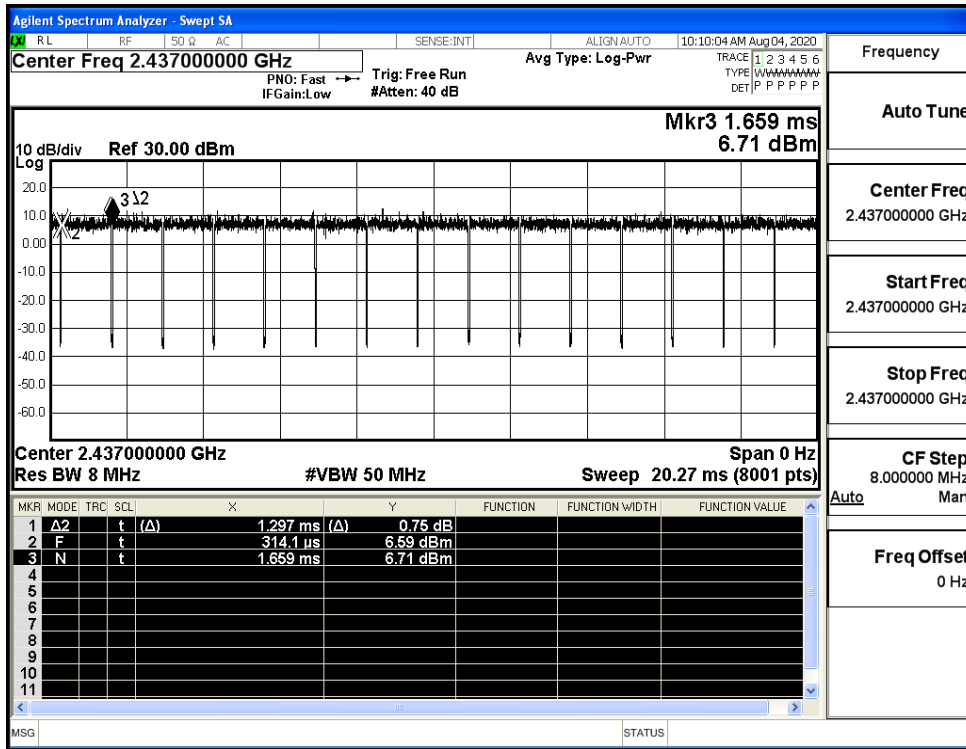 Agilent Spectrum Analyzer - Swept SA
LXI RL RF 50 Ω AC SENSE:INT ALIGN AUTO 10:10:04 AM Aug 04, 2020
Center Freq 2.437000000 GHz
PNO: Fast
IFGain:Low
Trig: Free Run
#Atten: 40 dB
Avg Type: Log-Pwr
TRACE 1 2 3 4 5 6
TYPE WWWWWW
DET P P P P P P
Frequency
Auto Tune
Mkr3 1.659 ms
6.71 dBm
10 dB/div Ref 30.00 dBm
Log
20.0
10.0
0.00
-10.0
-20.0
-30.0
-40.0
-50.0
-60.0
3 Δ2
X2
Center 2.437000000 GHz Span 0 Hz
Res BW 8 MHz #VBW 50 MHz Sweep 20.27 ms (8001 pts)
Center Freq
2.437000000 GHz
Start Freq
2.437000000 GHz
Stop Freq
2.437000000 GHz
CF Step
8.000000 MHz
Auto Man
Freq Offset
0 Hz
MKR MODE TRC SCL X Y FUNCTION FUNCTION WIDTH FUNCTION VALUE
1 Δ2 t (Δ) 1.297 ms (Δ) 0.75 dB
2 F t 314.1 µs 6.59 dBm
3 N t 1.659 ms 6.71 dBm
4
5
6
7
8
9
10
11
MSG STATUS